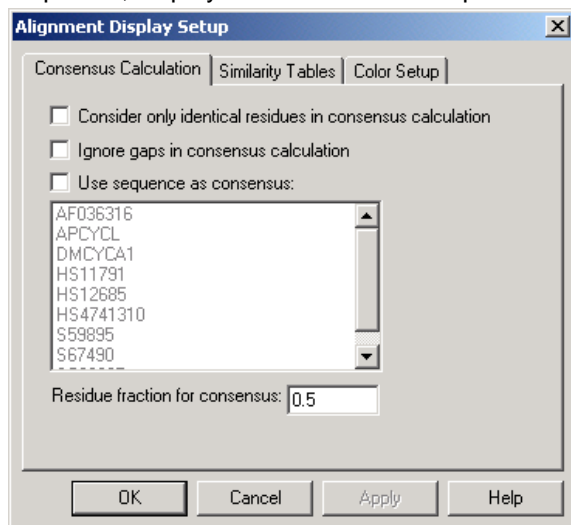 Alignment Display Setup
Consensus Calculation Similarity Tables Color Setup
Consider only identical residues in consensus calculation
Ignore gaps in consensus calculation
Use sequence as consensus:
AF036316
APCYCL
DMCYCA1
HS11791
HS12685
HS4741310
S59895
S67490
Residue fraction for consensus: 0.5
OK Cancel Apply Help